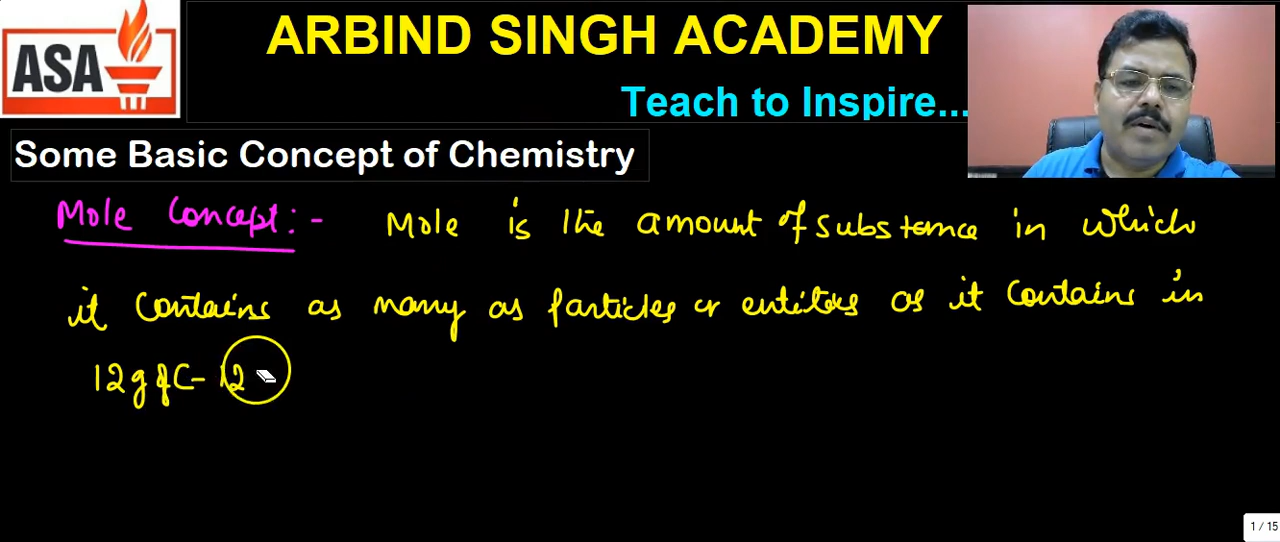 ASA
ARBIND SINGH ACADEMY
Teach to Inspire...
Some Basic Concept of Chemistry
Mole Concept:- Mole is the amount of substance in which
it contains as many as particles or entities as it contains in
12g of C-12
1 / 15